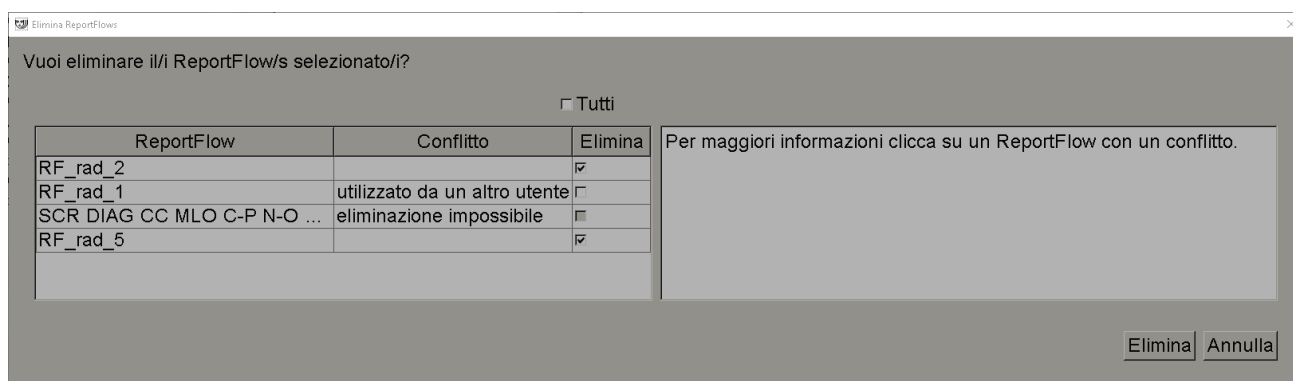 Elimina ReportFlows
Vuoi eliminare il/i ReportFlow/s selezionato/i?
Tutti
ReportFlow Conflitto Elimina
RF_rad_2
RF_rad_1 utilizzato da un altro utente
SCR DIAG CC MLO C-P N-O ... eliminazione impossibile
RF_rad_5
Per maggiori informazioni clicca su un ReportFlow con un conflitto.
Elimina Annulla